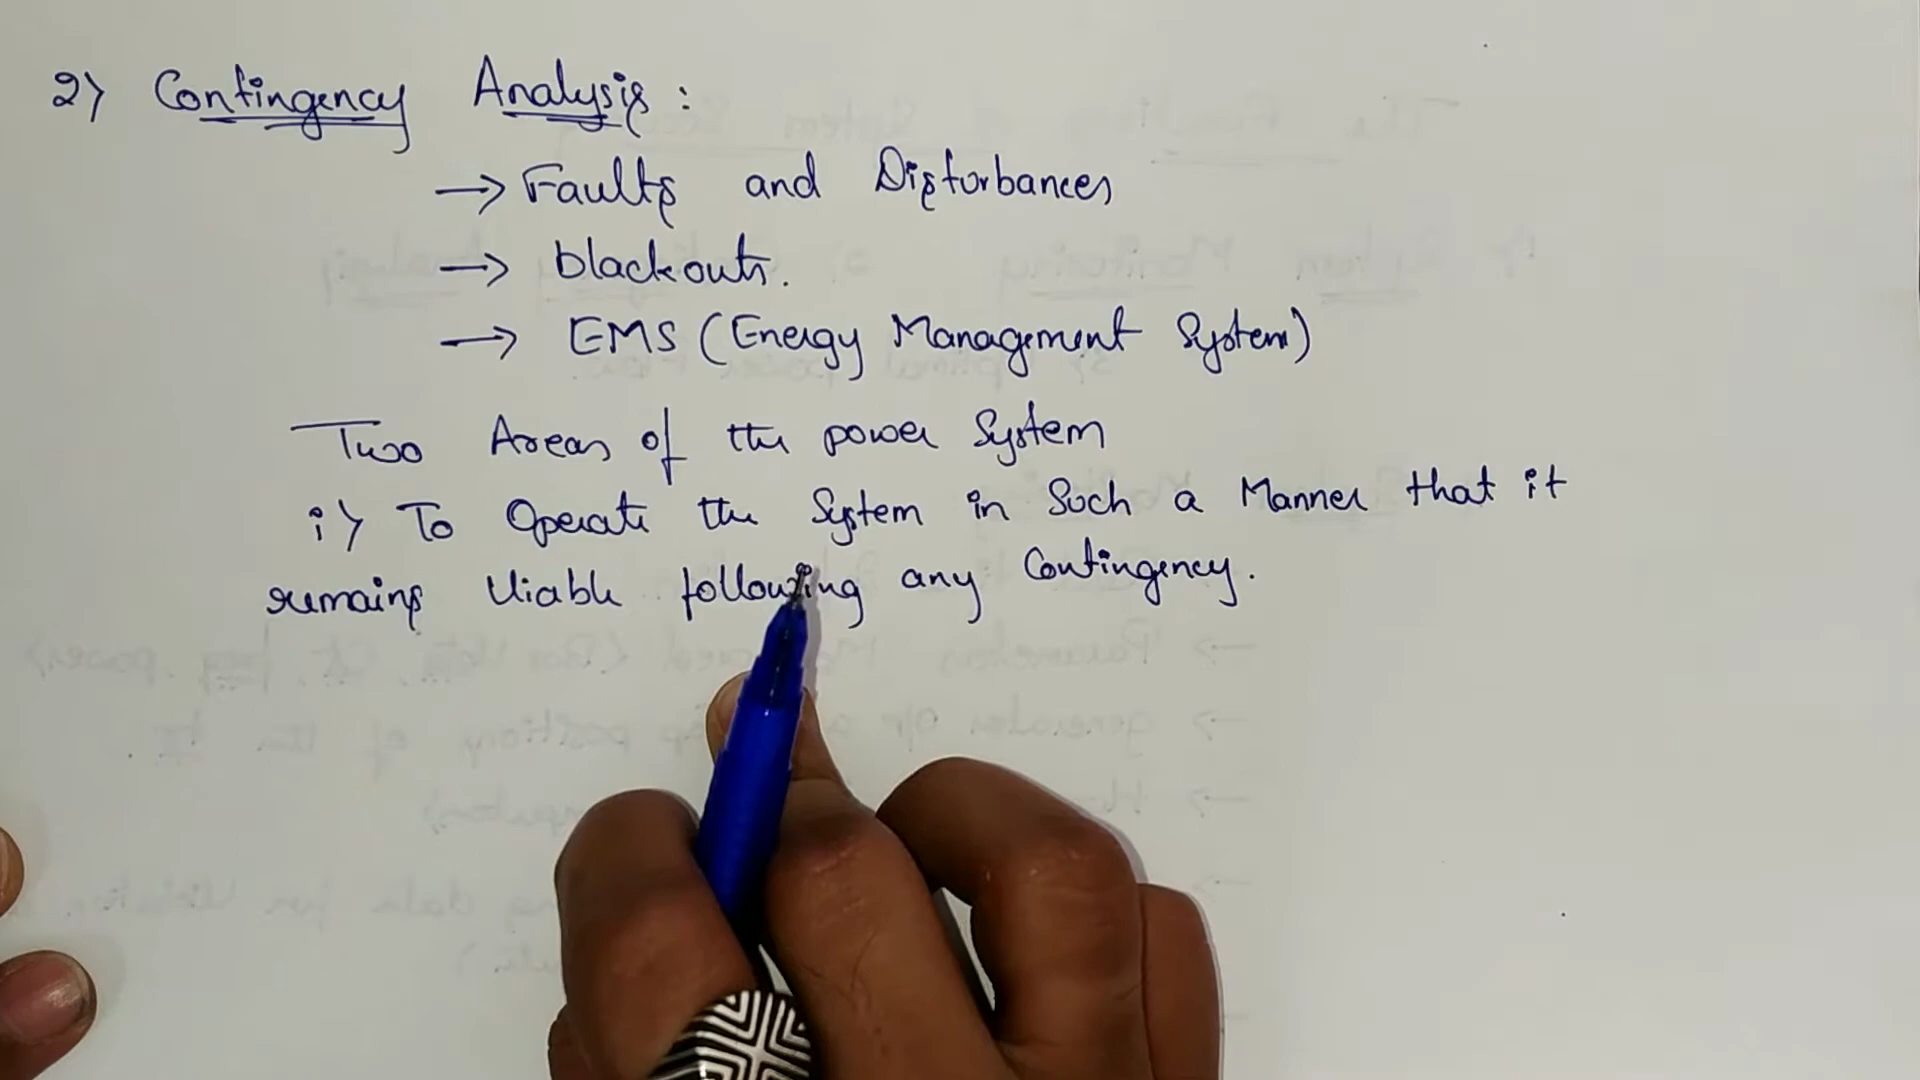 2) Contingency Analysis :
→ Faults and Disturbances
→ blackouts.
→ EMS (Energy Management System)
Two Areas of the power System
i) To Operate the System in Such a Manner that it
remains Viable following any Contingency.